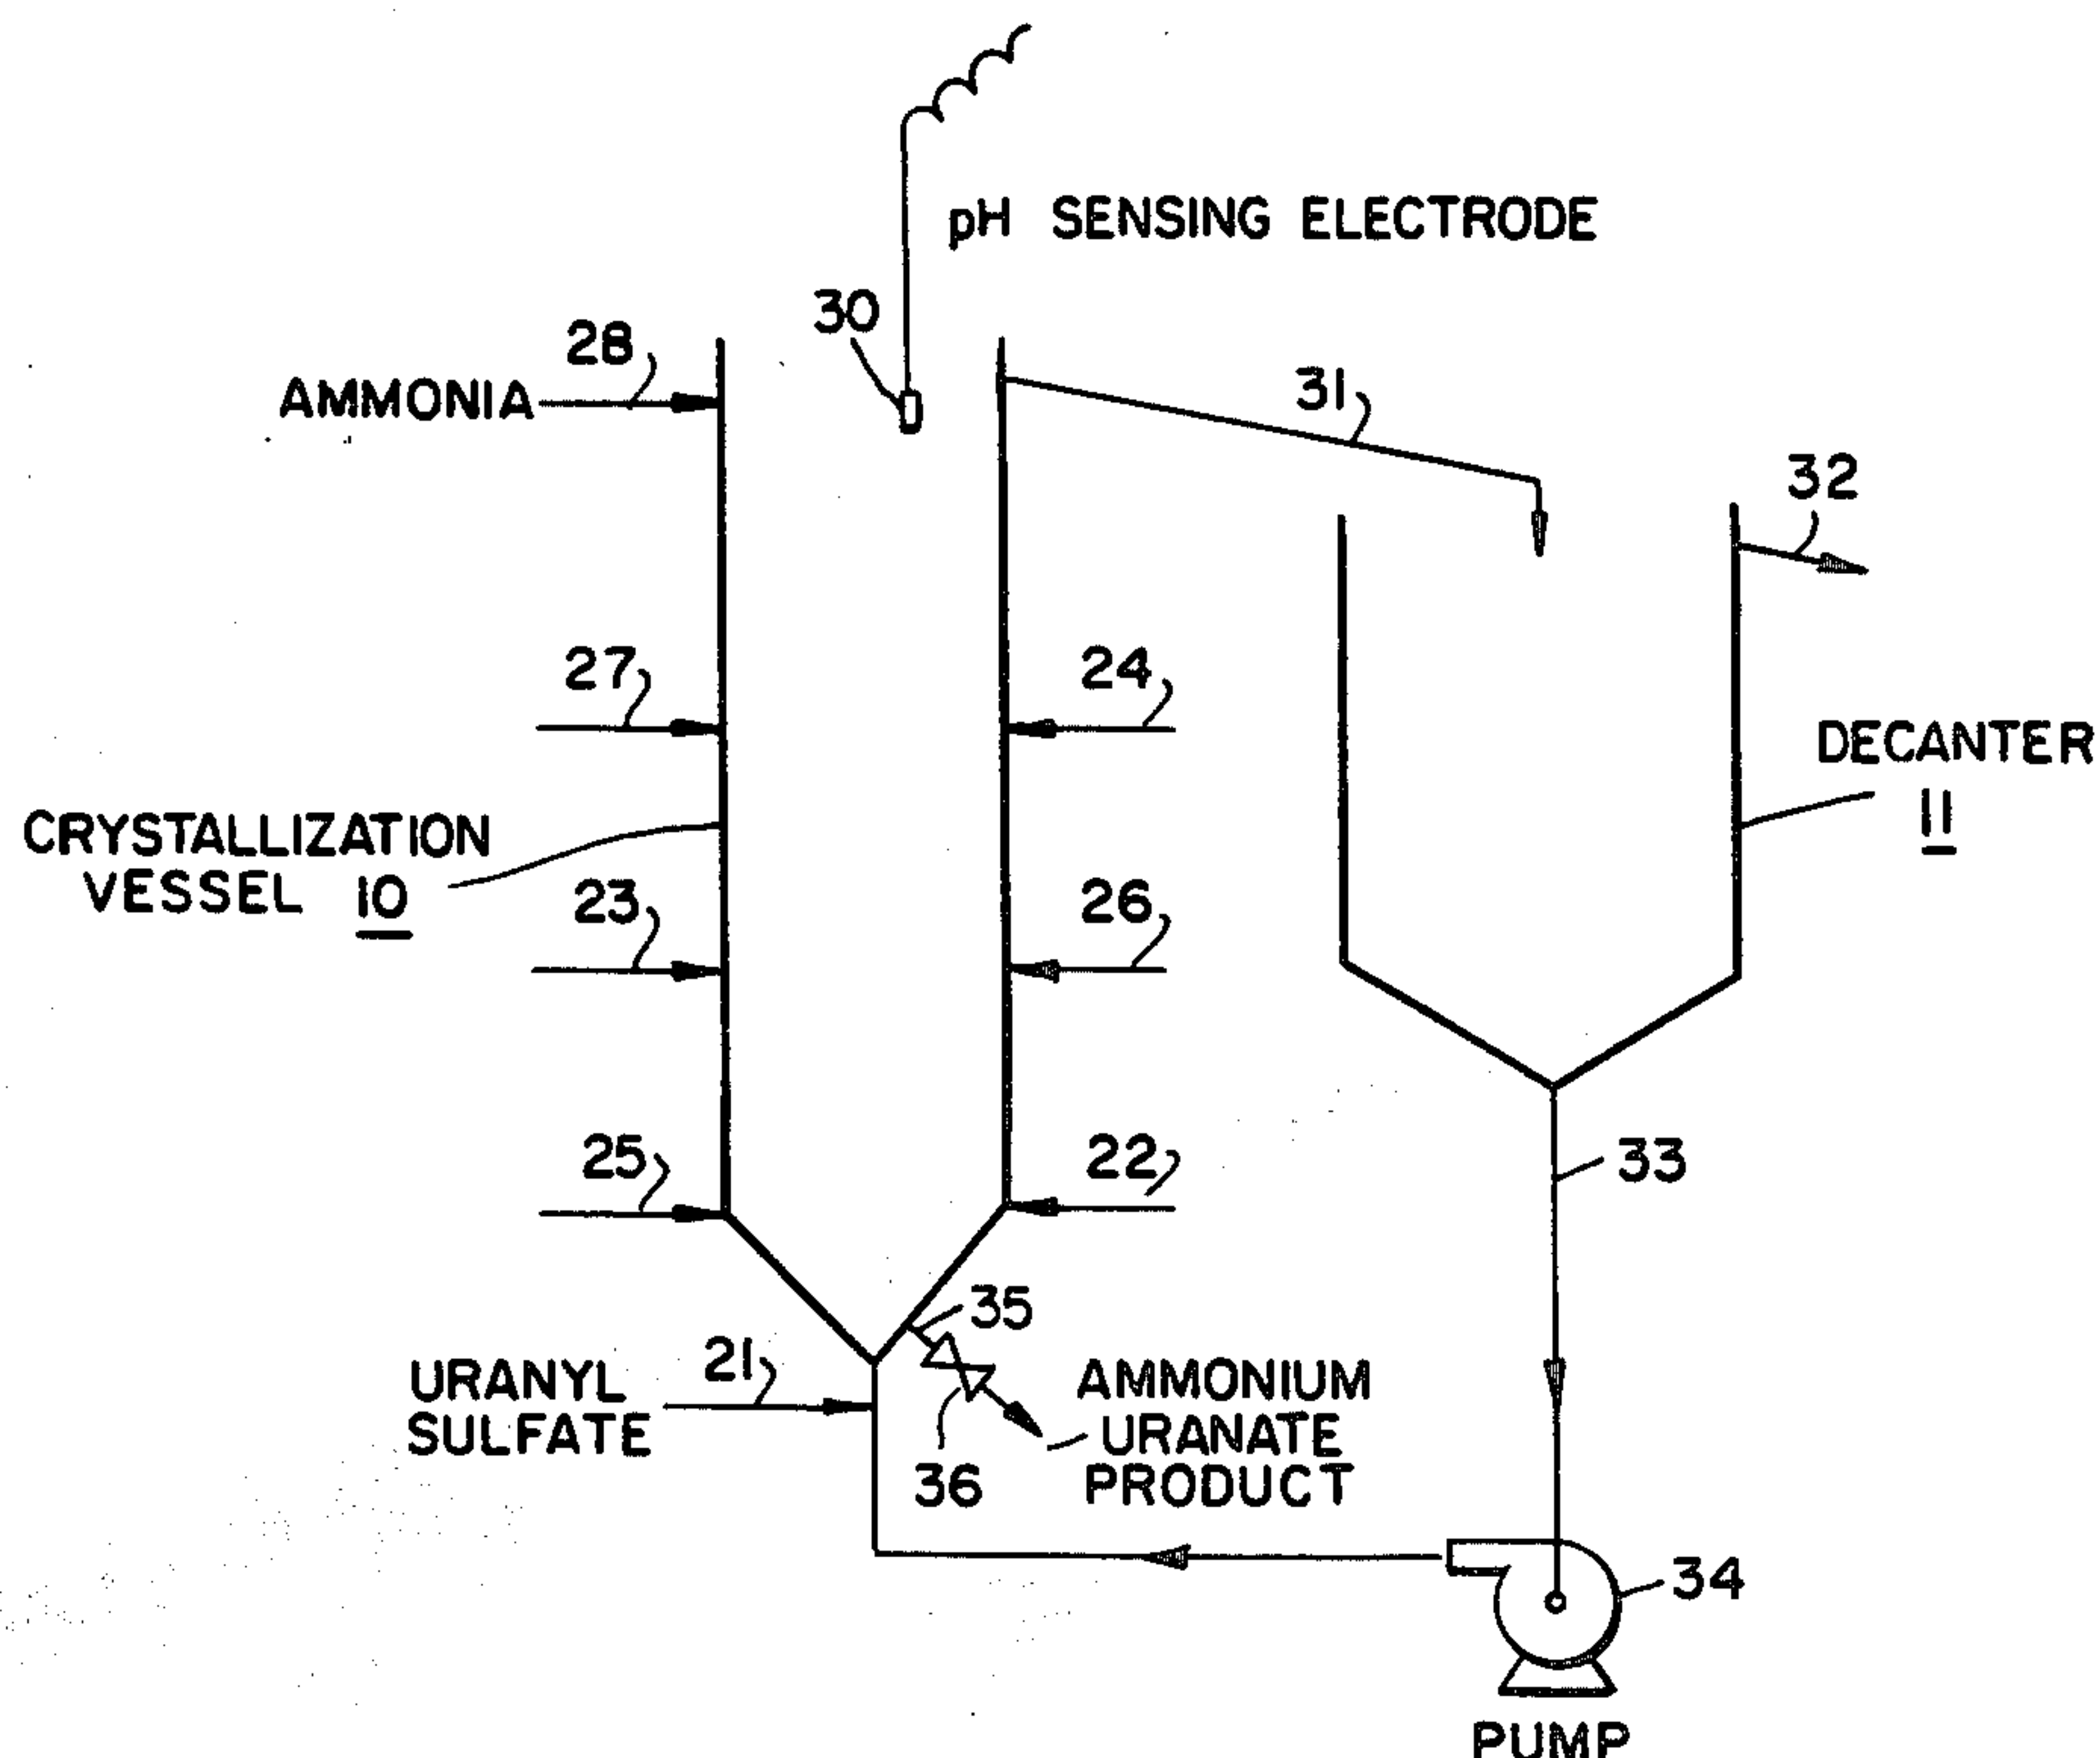 pH SENSING ELECTRODE
30
28
AMMONIA
31
32
27
24
DECANTER
11
CRYSTALLIZATION
VESSEL 10
23
26
25
22
33
35
URANYL
SULFATE
21
AMMONIUM
URANATE
PRODUCT
36
34
PUMP